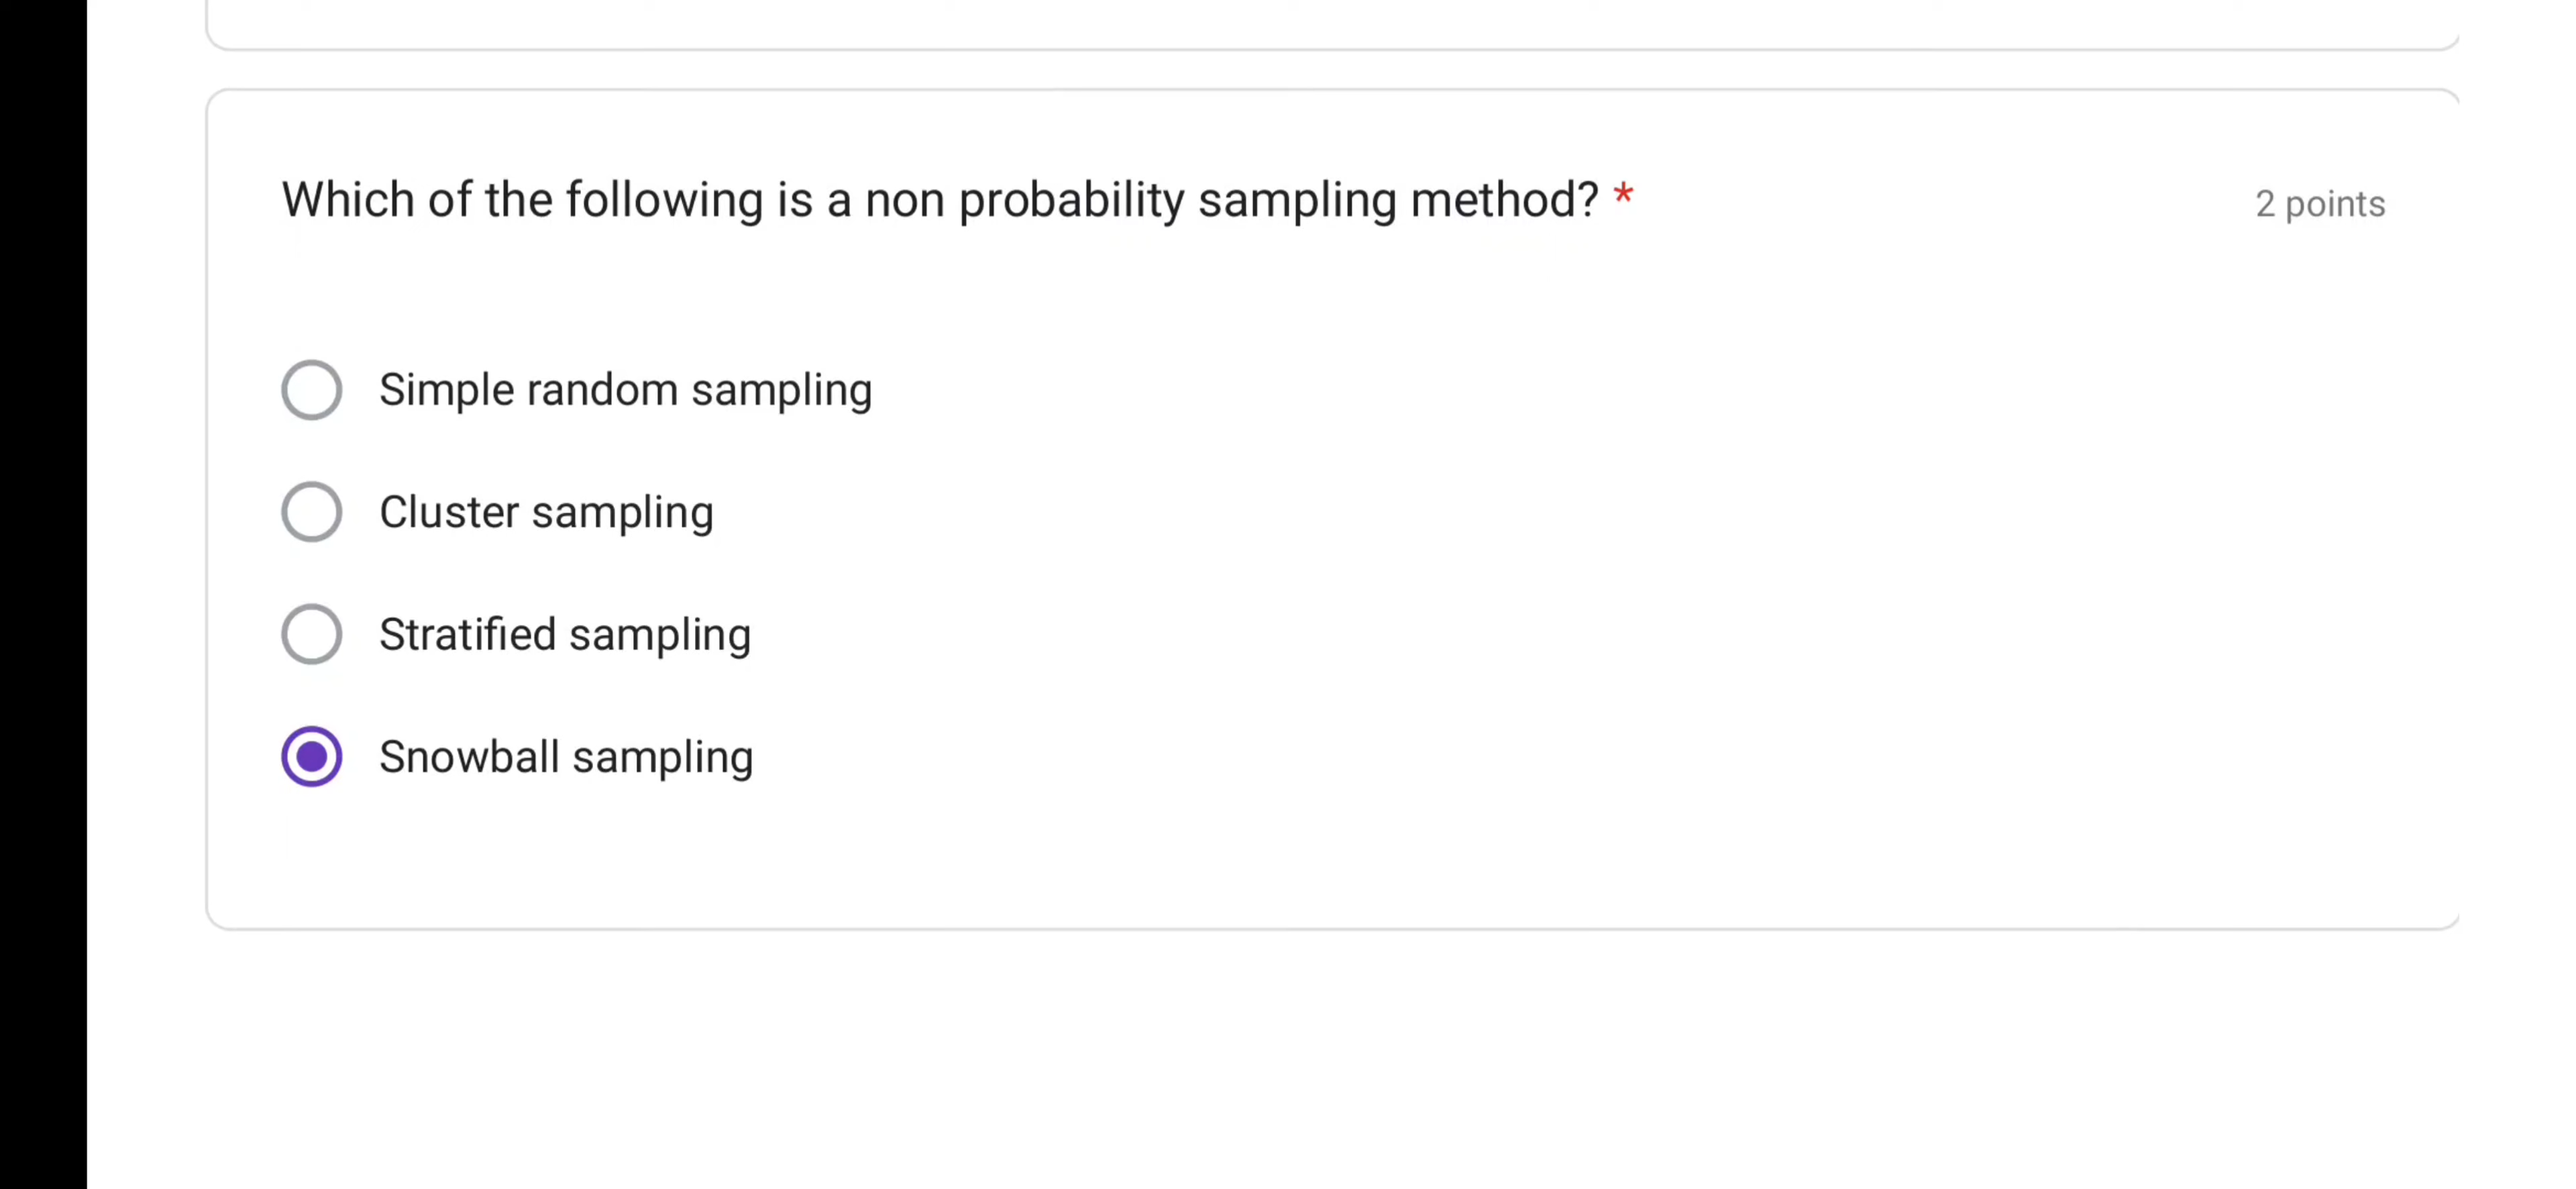 Which of the following is a non probability sampling method? *
2 points
Simple random sampling
Cluster sampling
Stratified sampling
Snowball sampling